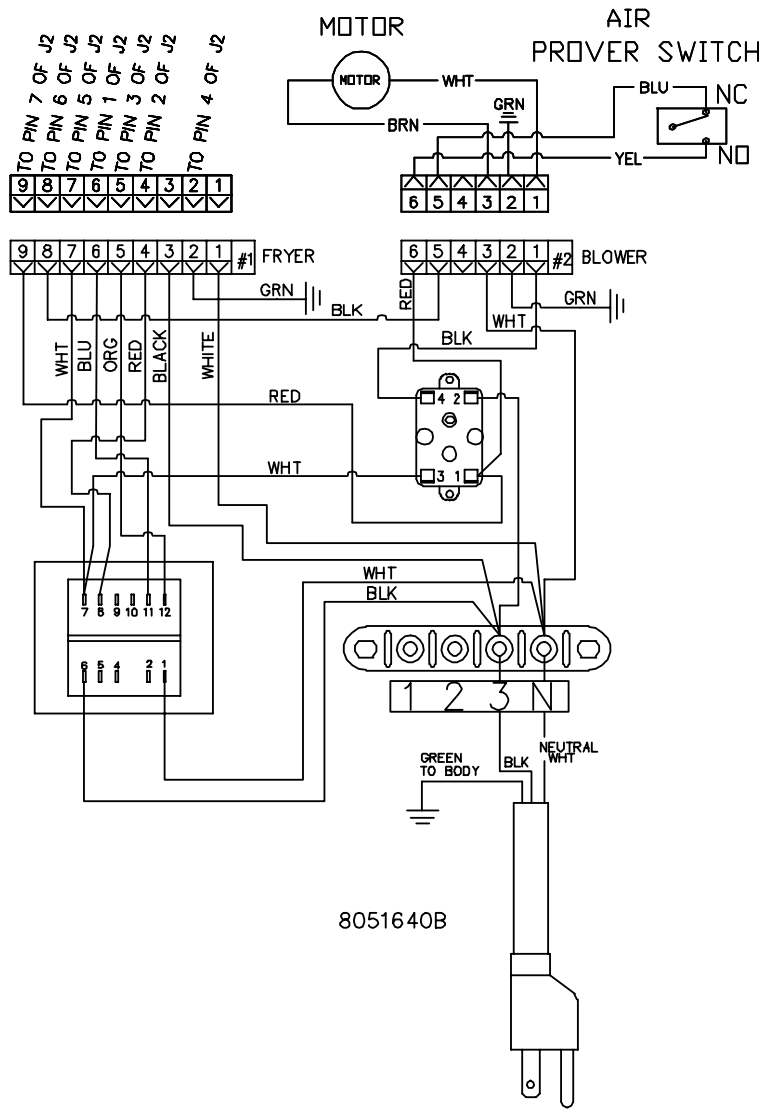 MOTOR
AIR
PROVER SWITCH
TO PIN 7 OF J2
TO PIN 6 OF J2
TO PIN 5 OF J2
TO PIN 1 OF J2
TO PIN 3 OF J2
TO PIN 2 OF J2
TO PIN 4 OF J2
MOTOR
WHT
BLU
NC
GRN
BRN
YEL
NO
9 8 7 6 5 4 3 2 1
6 5 4 3 2 1
9 8 7 6 5 4 3 2 1 #1 FRYER
6 5 4 3 2 1 #2 BLOWER
GRN
RED
GRN
BLK
WHT
BLK
WHT
BLU
ORG
RED
BLACK
WHITE
RED
4 2
WHT
3 1
WHT
BLK
7 8 9 10 11 12
6 5 4 2 1
1 2 3 N
NEUTRAL
WHT
GREEN
TO BODY
BLK
8051640B